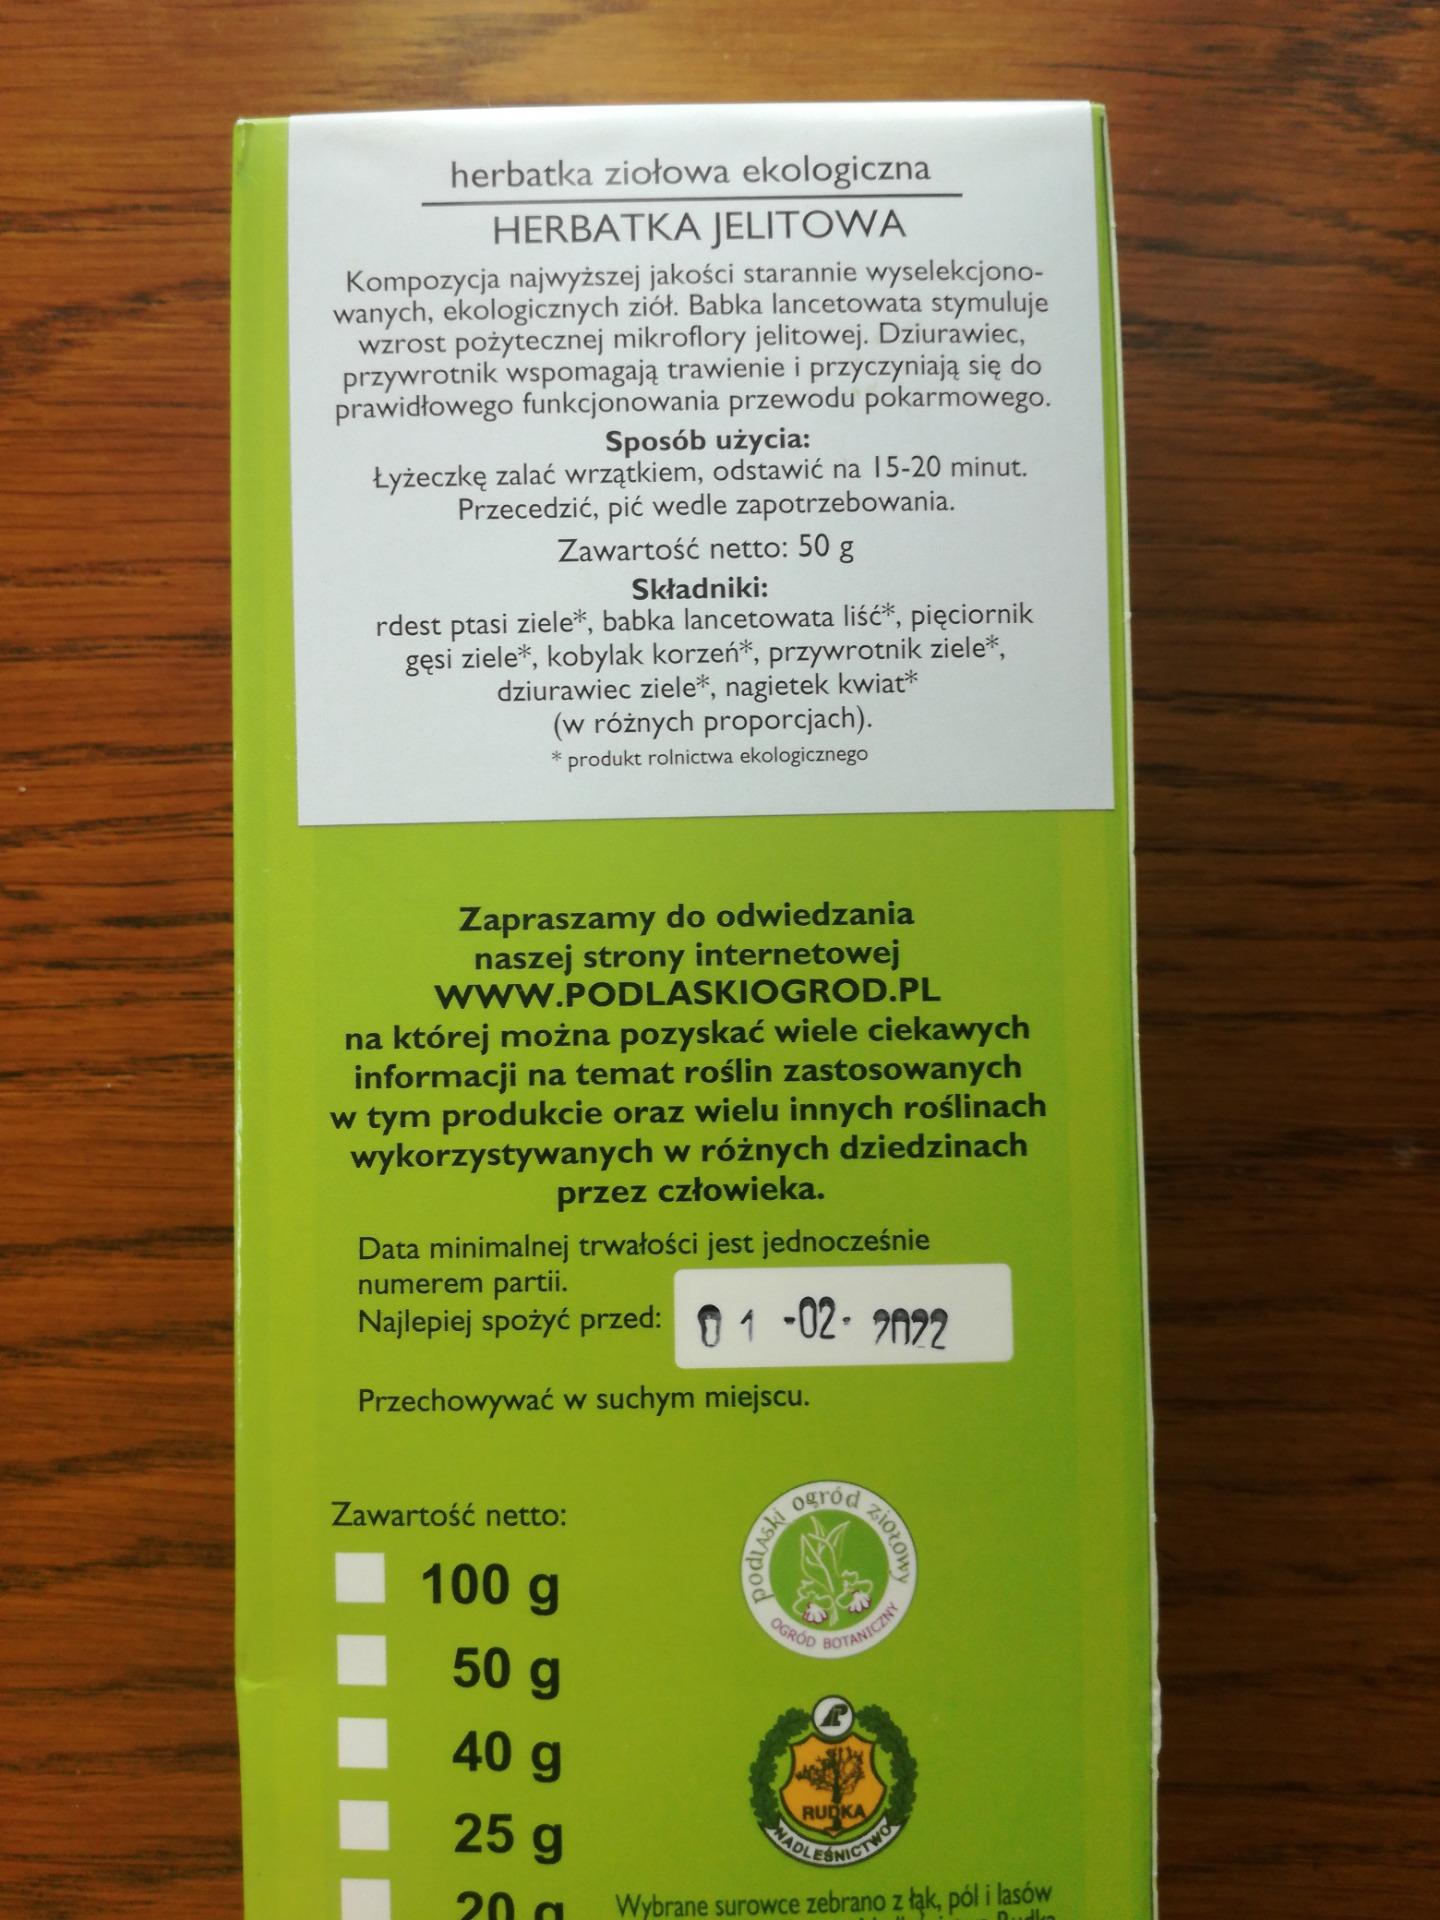 herbatka ziołowa ekologiczna
HERBATKA JELITOWA
Kompozycja najwyższej jakości starannie wyselekcjono-
wanych, ekologicznych ziół. Babka lancetowata stymuluje
wzrost pożytecznej mikroflory jelitowej. Dziurawiec,
przywrotnik wspomagają trawienie i przyczyniają się do
prawidłowego funkcjonowania przewodu pokarmowego.
Sposób użycia:
Łyżeczkę zalać wrzątkiem, odstawić na 15-20 minut.
Przecedzić, pić wedle zapotrzebowania.
Zawartość netto: 50 g
Składniki:
rdest ptasi ziele*, babka lancetowata liść*, pięciornik
gęsi ziele*, kobylak korzeń*, przywrotnik ziele*,
dziurawiec ziele*, nagietek kwiat*
(w różnych proporcjach).
* produkt rolnictwa ekologicznego
Zapraszamy do odwiedzania
naszej strony internetowej
WWW.PODLASKIOGROD.PL
na której można pozyskać wiele ciekawych
informacji na temat roślin zastosowanych
w tym produkcie oraz wielu innych roślinach
wykorzystywanych w różnych dziedzinach
przez człowieka.
Data minimalnej trwałości jest jednocześnie
numerem partii.
Najlepiej spożyć przed: 01 -02- 2022
Przechowywać w suchym miejscu.
Zawartość netto:
100 g
50 g
40 g
25 g
20 g
podlaski ogród ziołowy
OGRÓD BOTANICZNY
RUDKA
NADLEŚNICTWO
Wybrane surowce zebrano z łąk, pól i lasów